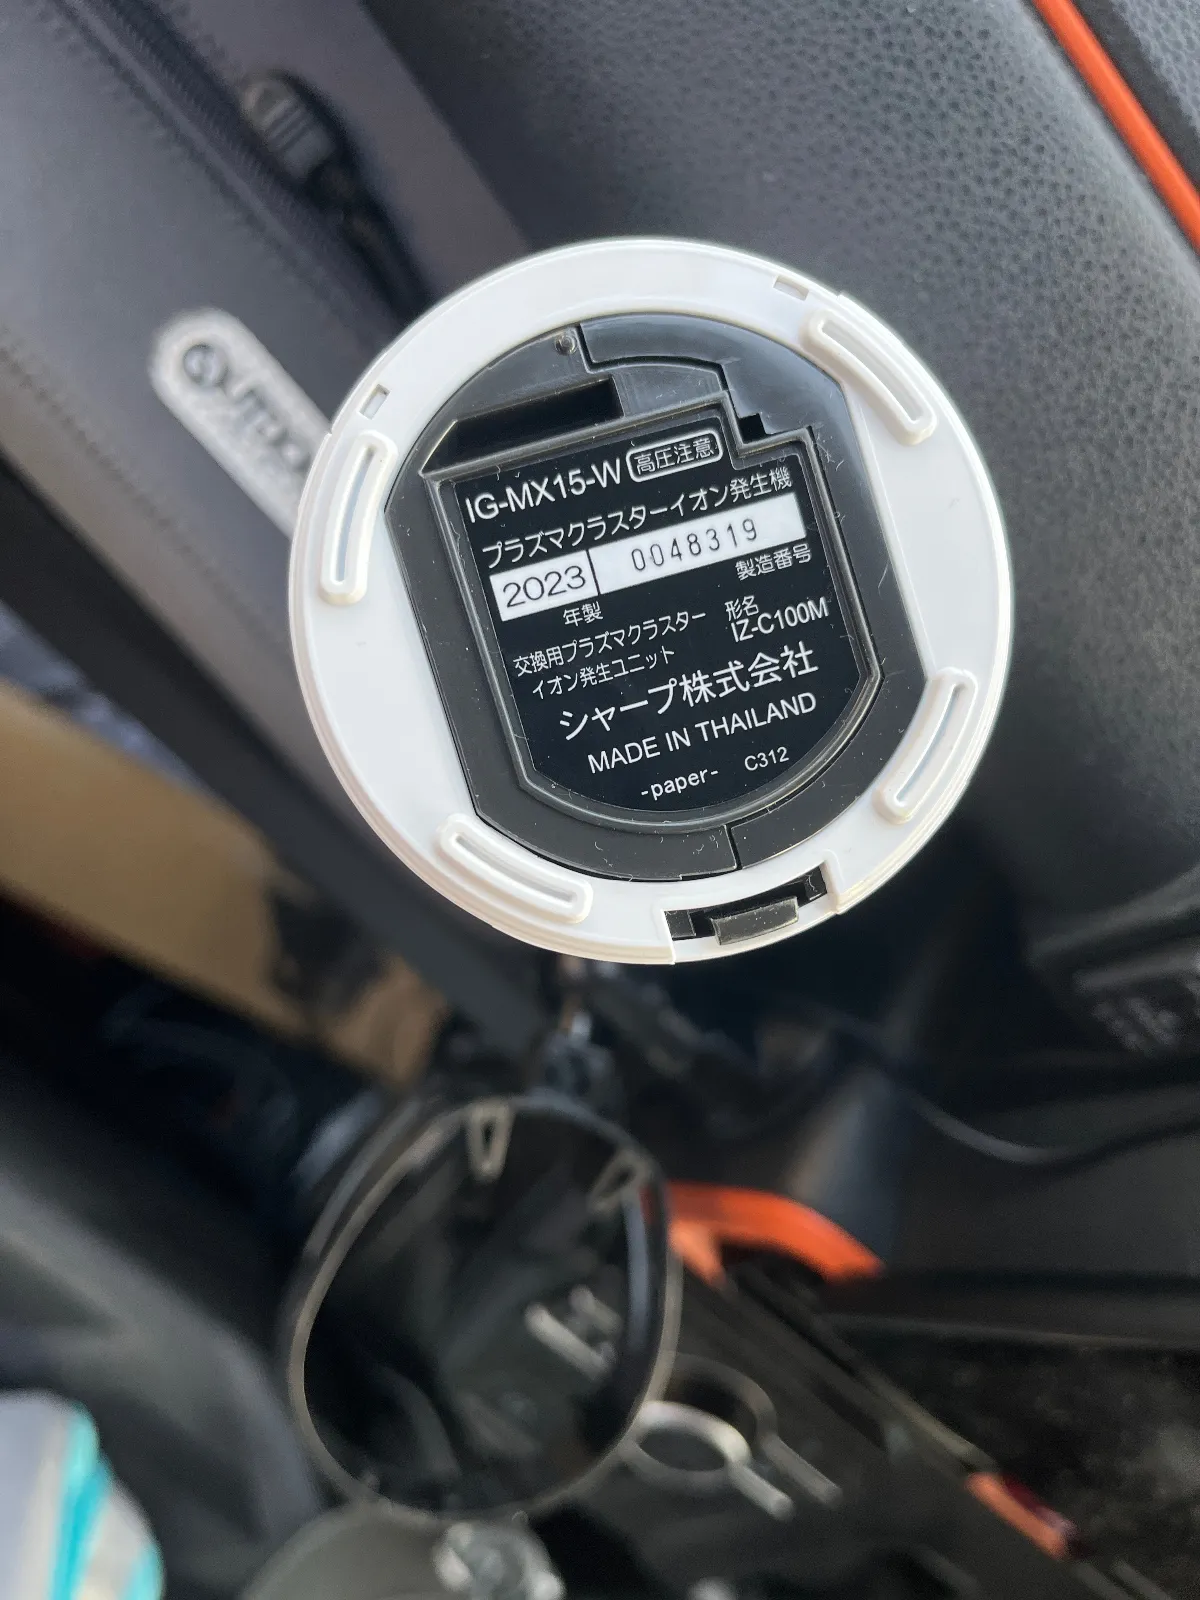 IG-MX15-W 高圧注意
プラズマクラスターイオン発生機
2023 0048319
年製 製造番号
交換用プラズマクラスター 形名
イオン発生ユニット IZ-C100M
シャープ株式会社
MADE IN THAILAND
-paper- C312